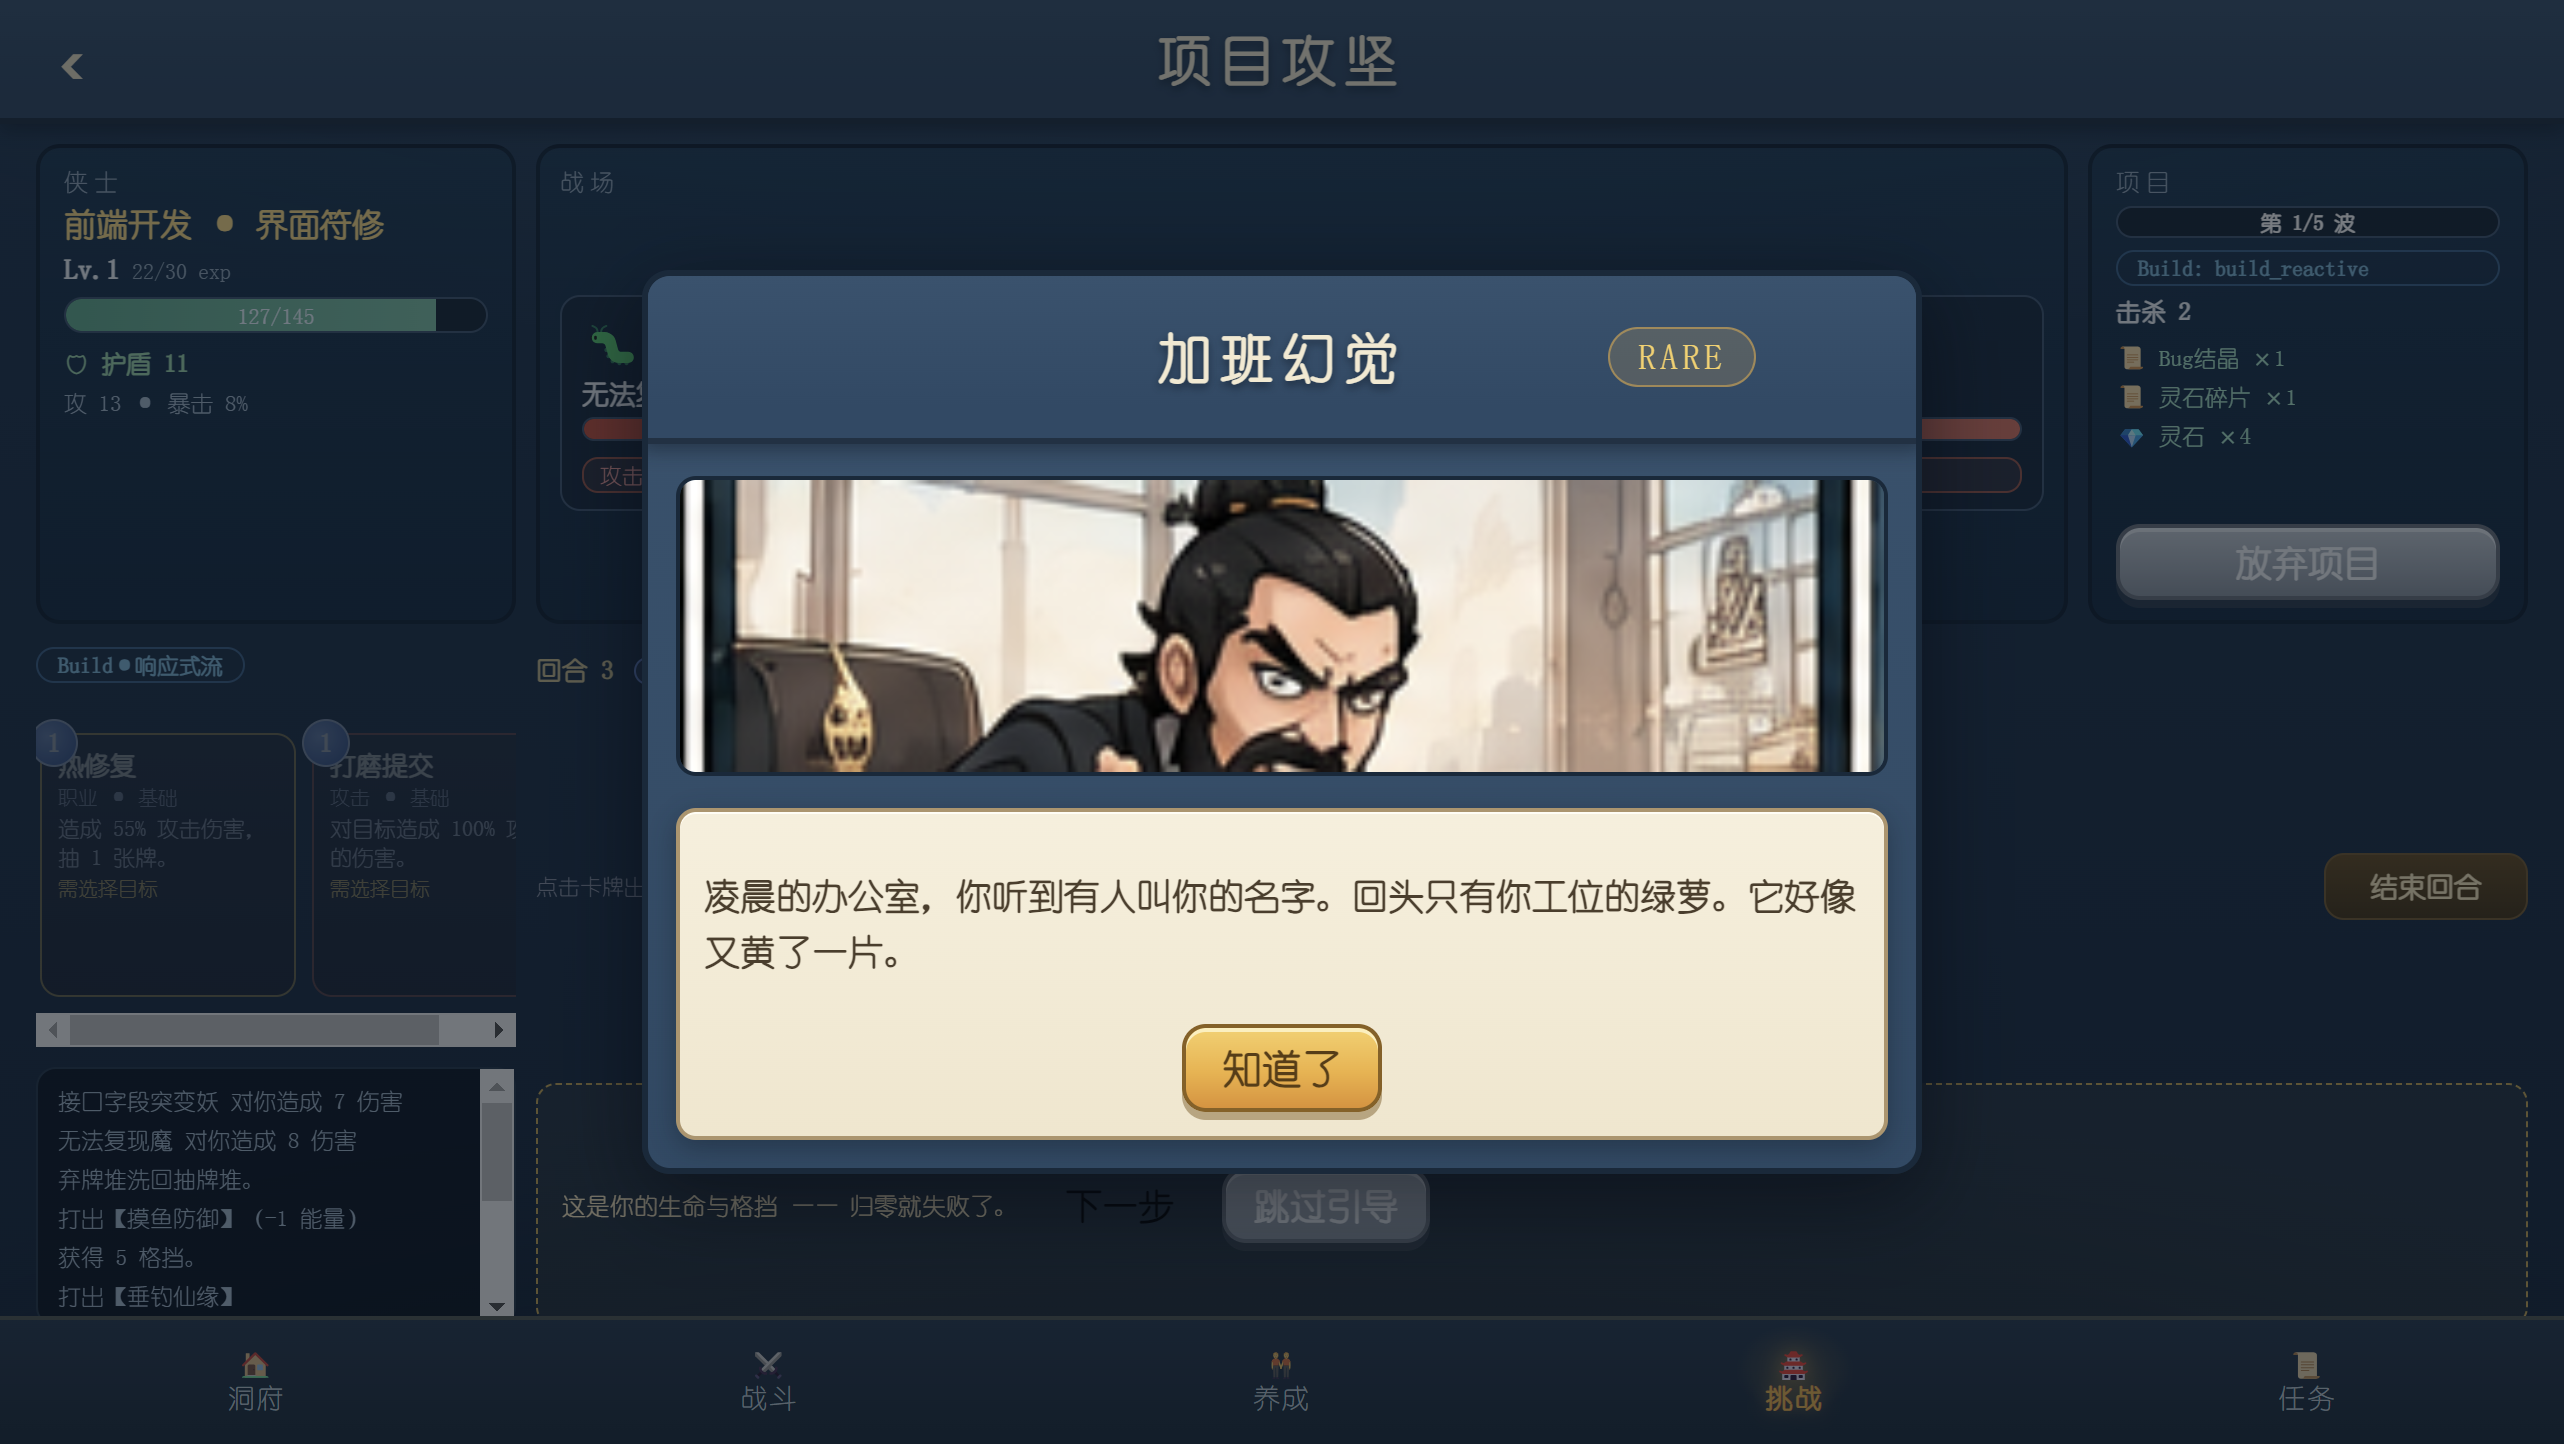 项目攻坚
侠士
前端开发 • 界面符修
Lv.1 22/30 exp
127/145
护盾 11
攻 13 • 暴击 8%
战场
攻击
项目
第 1/5 波
Build: build_reactive
击杀 2
Bug结晶 ×1
灵石碎片 ×1
灵石 ×4
放弃项目
加班幻觉
RARE
凌晨的办公室，你听到有人叫你的名字。回头只有你工位的绿萝。它好像
又黄了一片。
知道了
Build•响应式流
回合 3
1
热修复
职业 • 基础
造成 55% 攻击伤害，
抽 1 张牌。
需选择目标
1
打磨提交
攻击 • 基础
对目标造成 100%
的伤害。
需选择目标
点击卡牌出
结束回合
接口字段突变妖 对你造成 7 伤害
无法复现魔 对你造成 8 伤害
弃牌堆洗回抽牌堆。
打出【摸鱼防御】（-1 能量）
获得 5 格挡。
打出【垂钓仙缘】
这是你的生命与格挡 —— 归零就失败了。
下一步
跳过引导
洞府
战斗
养成
挑战
任务